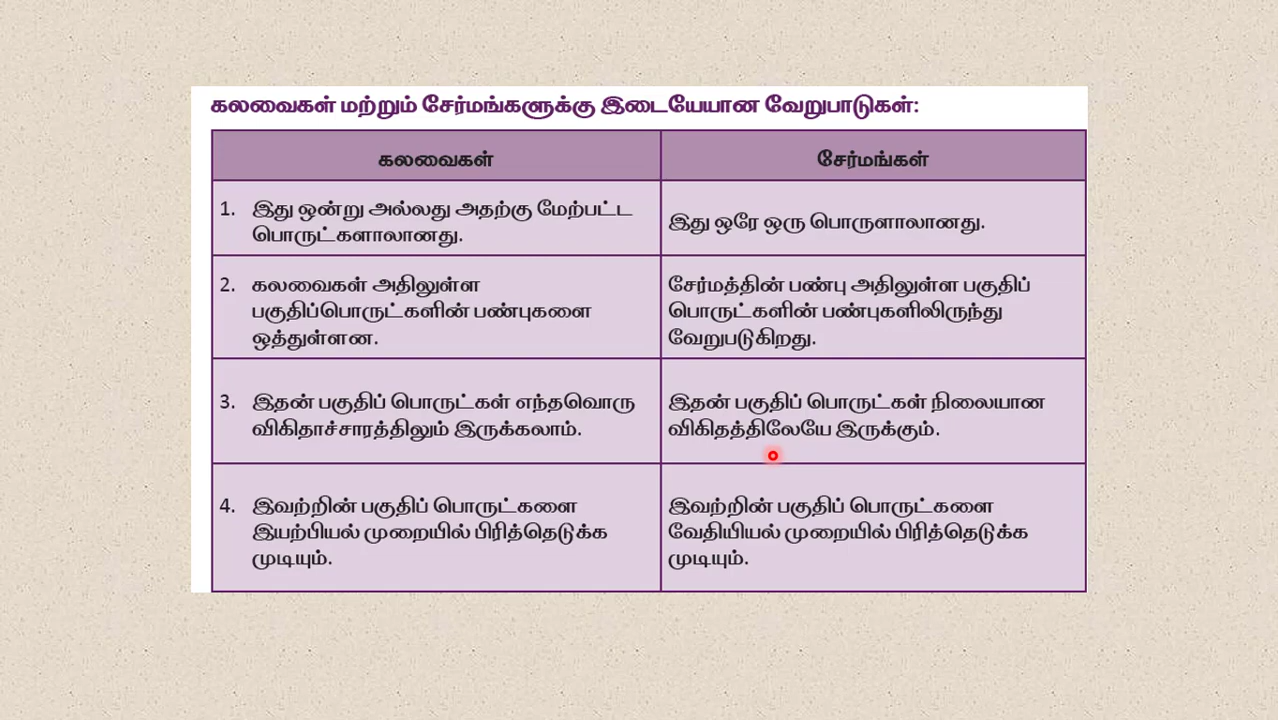 கலவைகள் மற்றும் சேர்மங்களுக்கு இடையேயான வேறுபாடுகள்:
கலவைகள்
சேர்மங்கள்
1. இது ஒன்று அல்லது அதற்கு மேற்பட்ட
பொருட்களாலானது.
இது ஒரே ஒரு பொருளாலானது.
2. கலவைகள் அதிலுள்ள
பகுதிப்பொருட்களின் பண்புகளை
ஒத்துள்ளன.
சேர்மத்தின் பண்பு அதிலுள்ள பகுதிப்
பொருட்களின் பண்புகளிலிருந்து
வேறுபடுகிறது.
3. இதன் பகுதிப் பொருட்கள் எந்தவொரு
விகிதாச்சாரத்திலும் இருக்கலாம்.
இதன் பகுதிப் பொருட்கள் நிலையான
விகிதத்திலேயே இருக்கும்.
4. இவற்றின் பகுதிப் பொருட்களை
இயற்பியல் முறையில் பிரித்தெடுக்க
முடியும்.
இவற்றின் பகுதிப் பொருட்களை
வேதியியல் முறையில் பிரித்தெடுக்க
முடியும்.